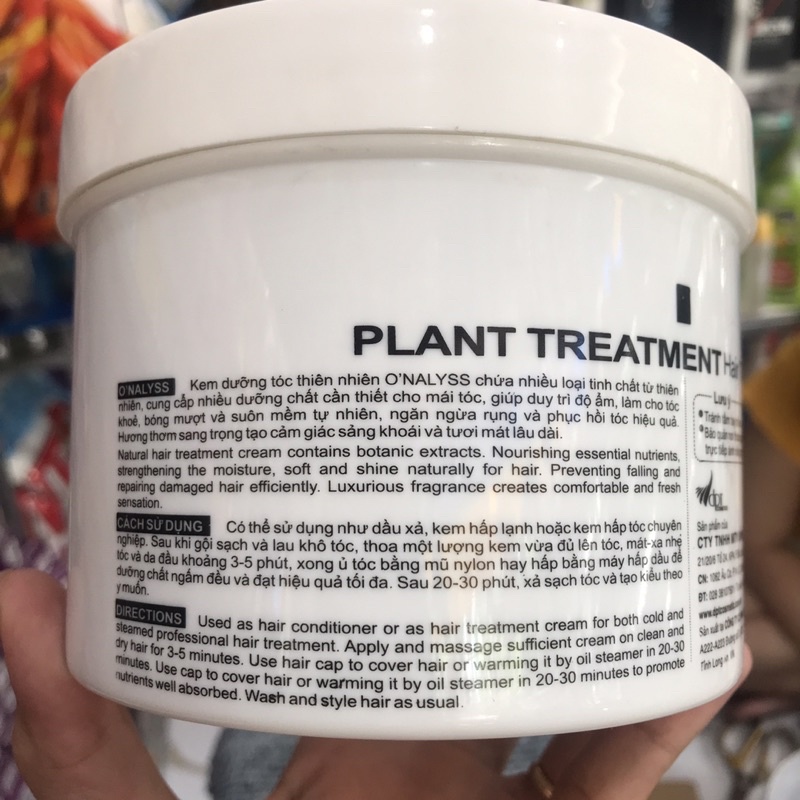 PLANT TREATMENT Hair
O'NALYSS Kem dưỡng tóc thiên nhiên O'NALYSS chứa nhiều loại tinh chất từ thiên
nhiên, cung cấp nhiều dưỡng chất cần thiết cho mái tóc, giúp duy trì độ ẩm, làm cho tóc
khoẻ, bóng mượt và suôn mềm tự nhiên, ngăn ngừa rụng và phục hồi tóc hiệu quả.
Hương thơm sang trọng tạo cảm giác sảng khoái và tươi mát lâu dài.
Natural hair treatment cream contains botanic extracts. Nourishing essential nutrients,
strengthening the moisture, soft and shine naturally for hair. Preventing falling and
repairing damaged hair efficiently. Luxurious fragrance creates comfortable and fresh
sensation.
CÁCH SỬ DỤNG Có thể sử dụng như dầu xả, kem hấp lạnh hoặc kem hấp tóc chuyên
nghiệp. Sau khi gội sạch và lau khô tóc, thoa một lượng kem vừa đủ lên tóc, mát-xa nhẹ
tóc và da đầu khoảng 3-5 phút, xong ủ tóc bằng mũ nylon hay hấp bằng máy hấp dầu để
dưỡng chất ngấm đều và đạt hiệu quả tối đa. Sau 20-30 phút, xả sạch tóc và tạo kiểu theo
ý muốn.
DIRECTIONS Used as hair conditioner or as hair treatment cream for both cold and
steamed professional hair treatment. Apply and massage sufficient cream on clean and
dry hair for 3-5 minutes. Use hair cap to cover hair or warming it by oil steamer in 20-30
minutes. Use cap to cover hair or warming it by oil steamer in 20-30 minutes to promote
nutrients well absorbed. Wash and style hair as usual.
Lưu ý
Tránh
Bảo quản
trực tiếp
Sản phẩm của
CTY TNHH